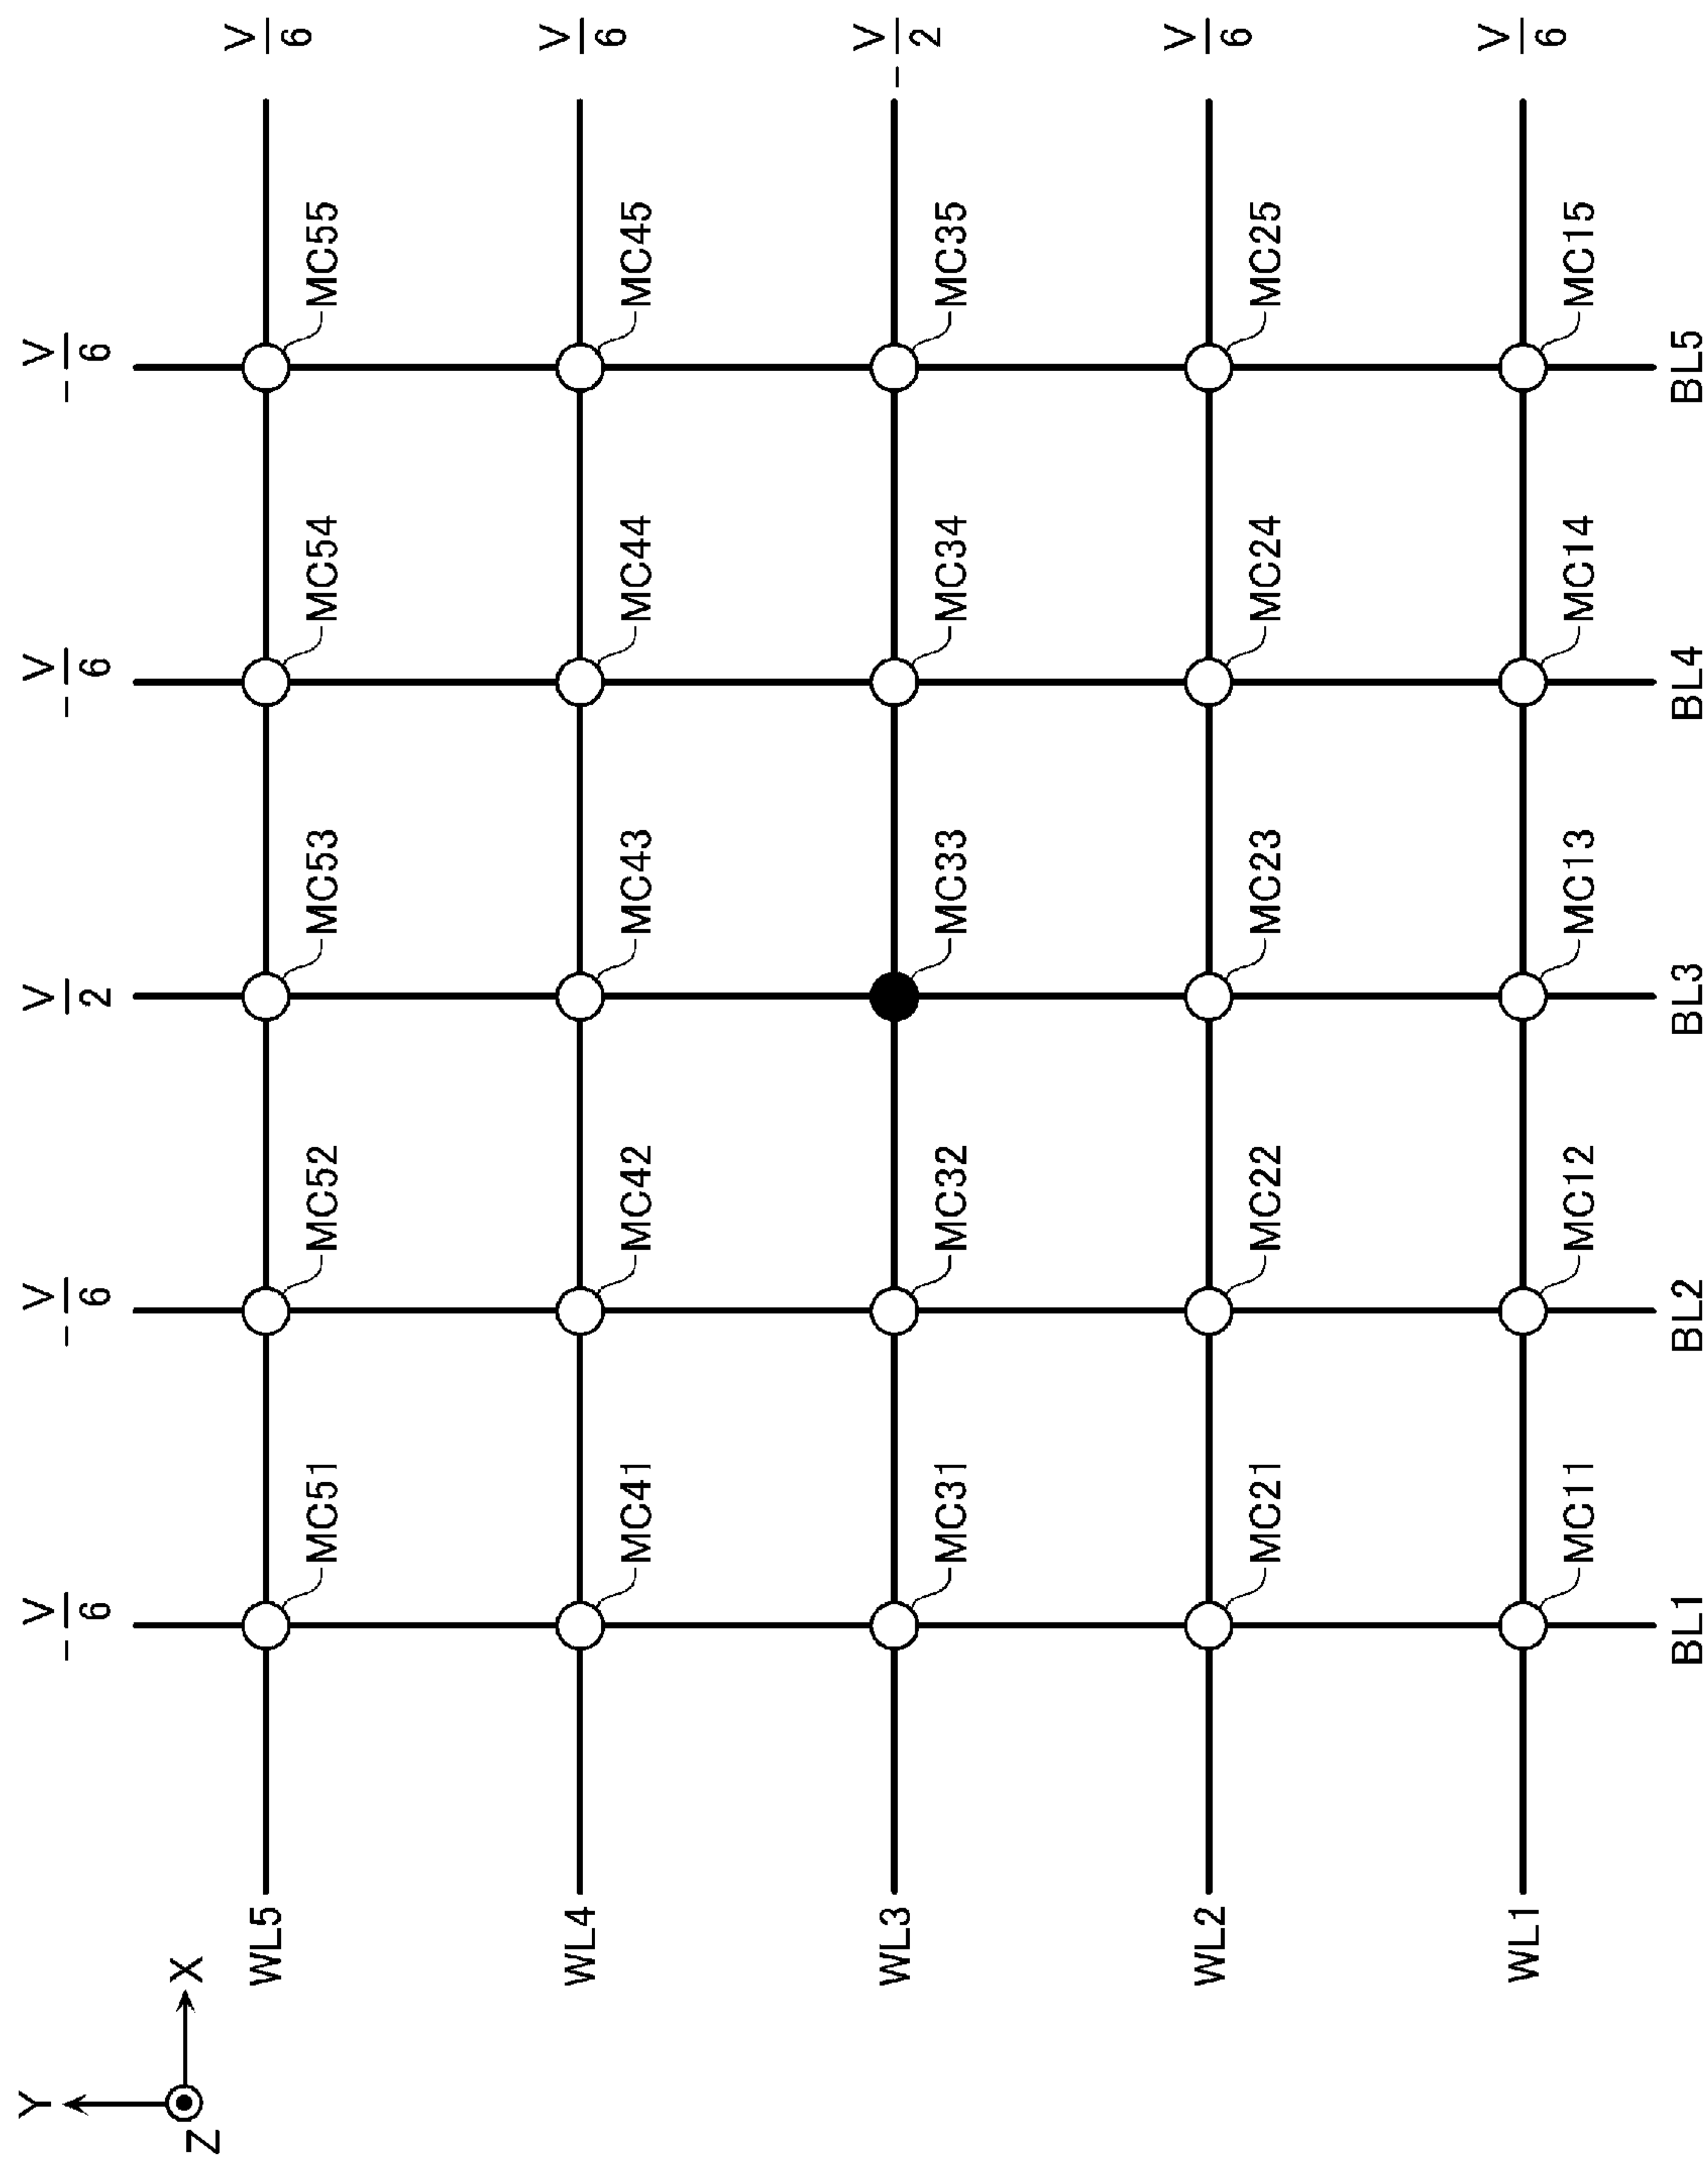 Y
-V/6 -V/6 V/2 -V/6 -V/6
X
Z
WL5 V/6
MC51 MC52 MC53 MC54 MC55
WL4 V/6
MC41 MC42 MC43 MC44 MC45
WL3 -V/2
MC31 MC32 MC33 MC34 MC35
WL2 V/6
MC21 MC22 MC23 MC24 MC25
WL1 V/6
MC11 MC12 MC13 MC14 MC15
BL1 BL2 BL3 BL4 BL5